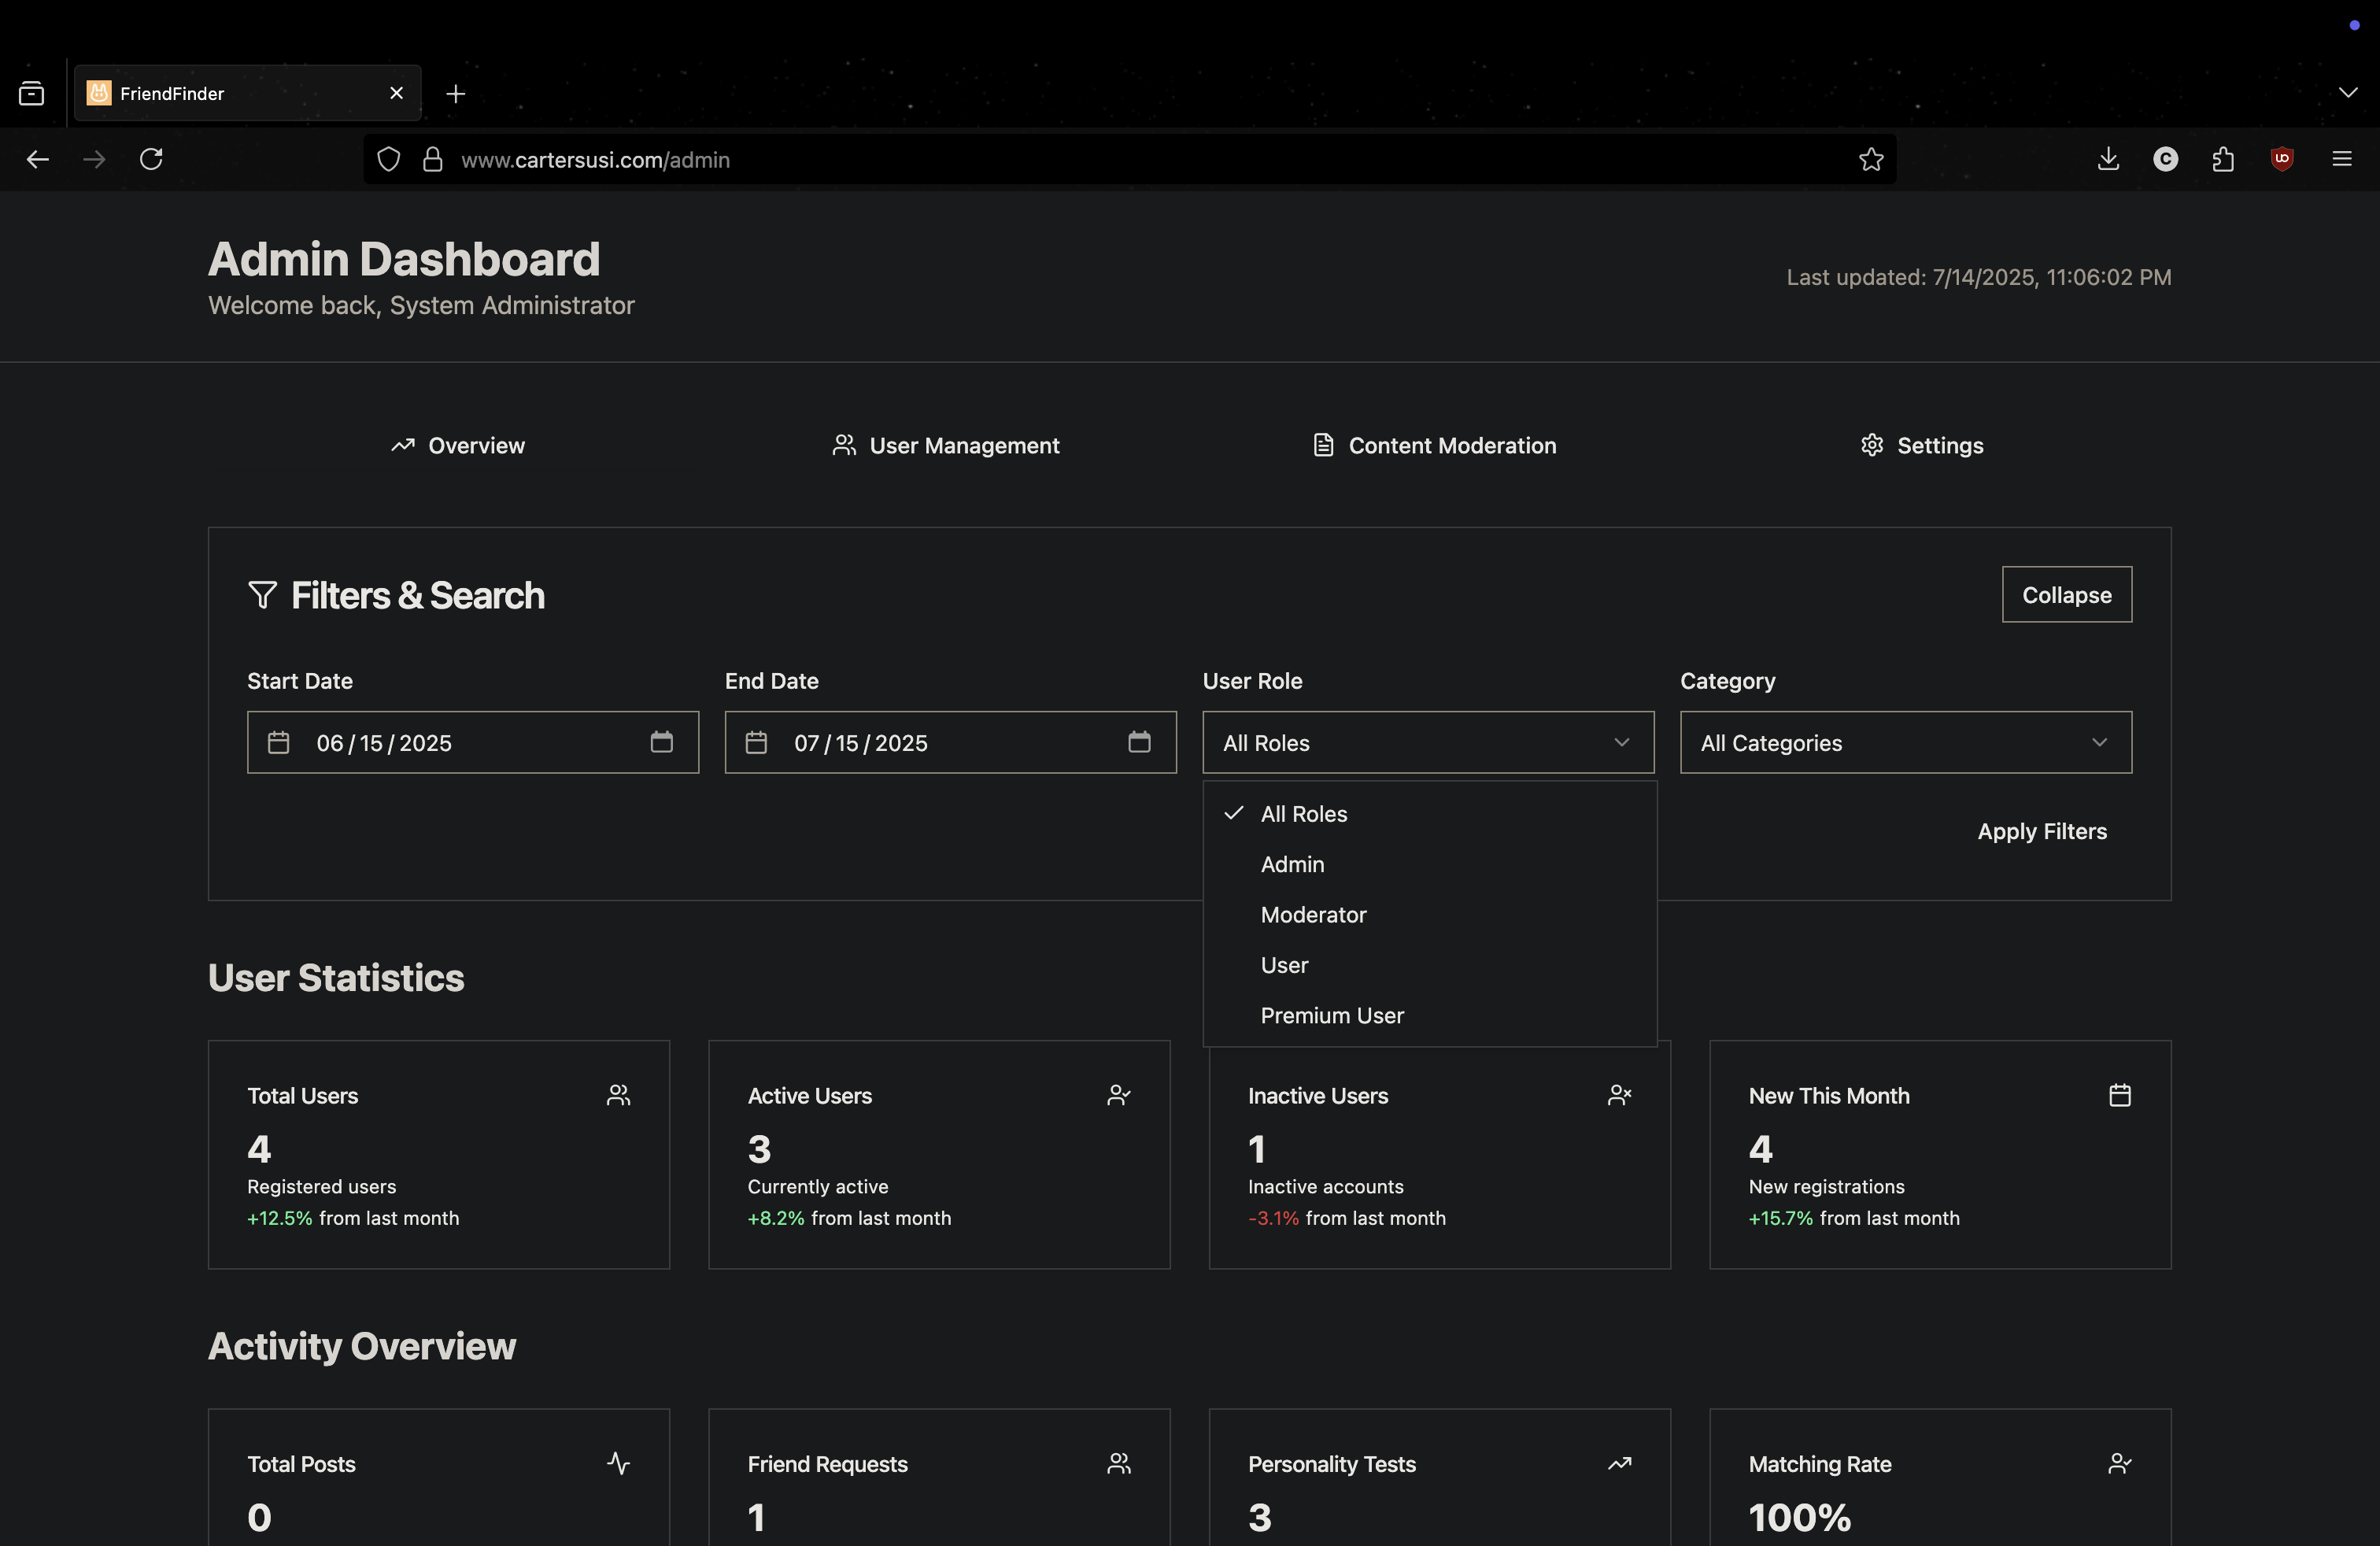 FriendFinder
www.cartersusi.com/admin
Admin Dashboard
Welcome back, System Administrator
Last updated: 7/14/2025, 11:06:02 PM
Overview
User Management
Content Moderation
Settings
Filters & Search
Collapse
Start Date
End Date
User Role
Category
06/15/2025
07/15/2025
All Roles
All Categories
All Roles
Admin
Moderator
User
Premium User
Apply Filters
User Statistics
Total Users
4
Registered users
+12.5% from last month
Active Users
3
Currently active
+8.2% from last month
Inactive Users
1
Inactive accounts
-3.1% from last month
New This Month
4
New registrations
+15.7% from last month
Activity Overview
Total Posts
0
Friend Requests
1
Personality Tests
3
Matching Rate
100%